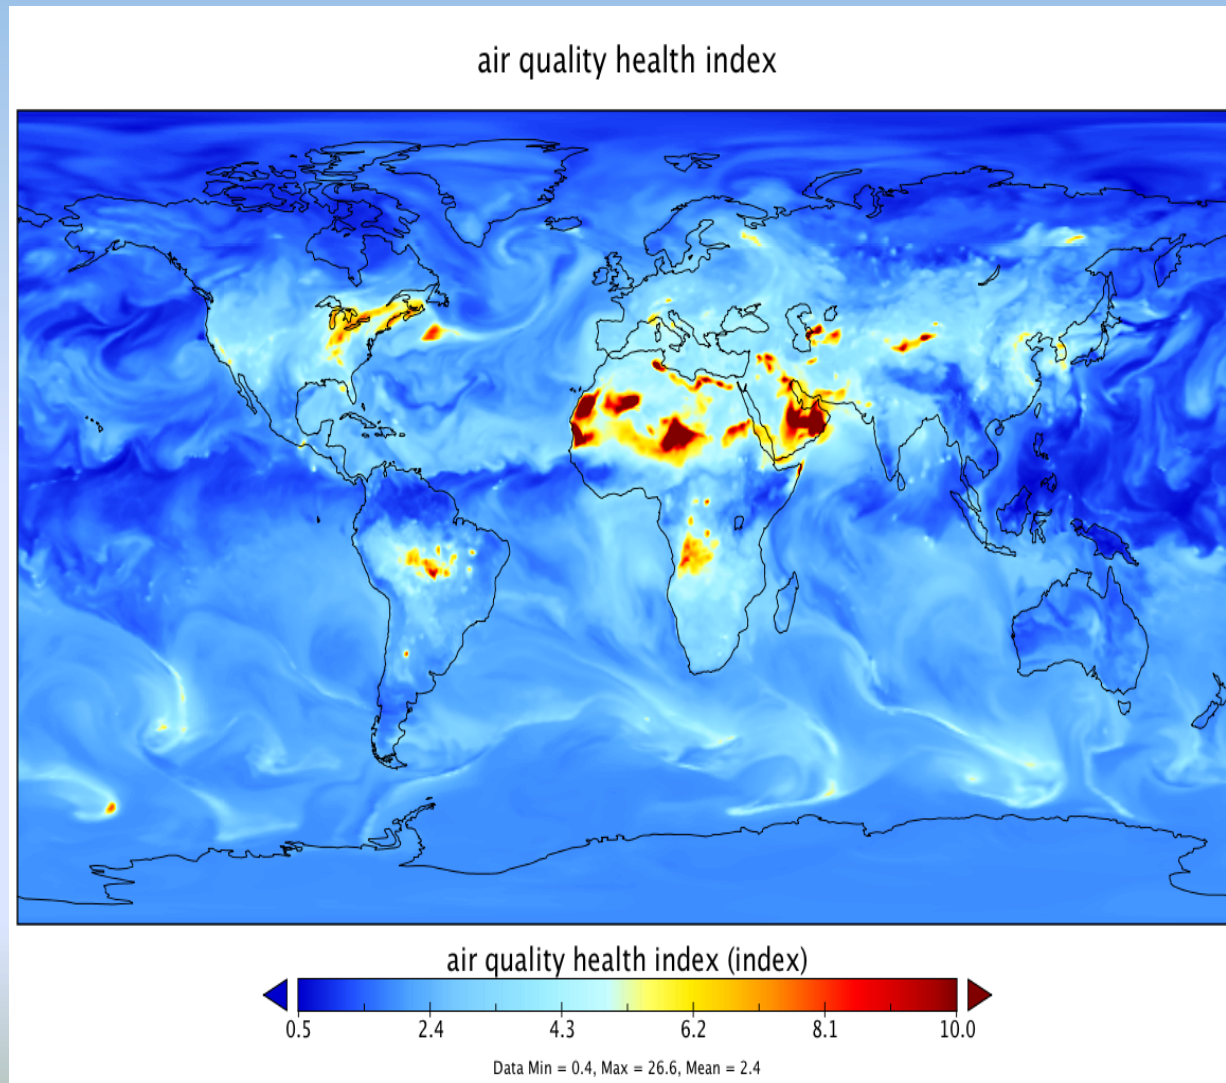 air quality health index
air quality health index (index)
0.5 2.4 4.3 6.2 8.1 10.0
Data Min = 0.4, Max = 26.6, Mean = 2.4